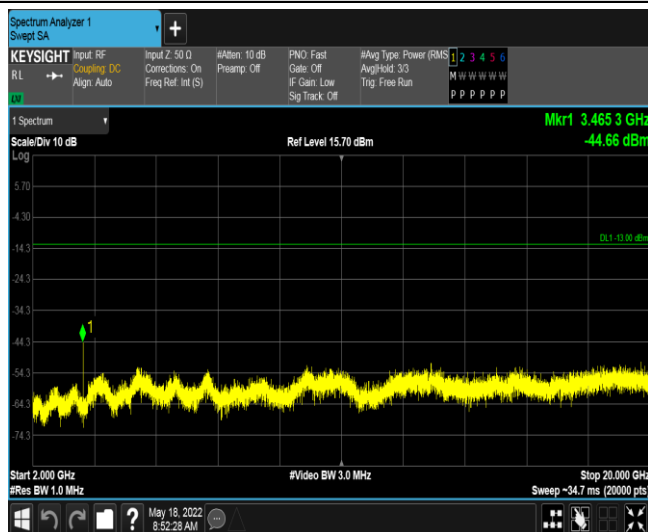 Spectrum Analyzer 1
Swept SA
+
KEYSIGHT
RL
LM
Input: RF
Coupling: DC
Align: Auto
Input Z: 50 Ω
Corrections: On
Freq Ref: Int (S)
#Atten: 10 dB
Preamp: Off
PNO: Fast
Gate: Off
IF Gain: Low
Sig Track: Off
#Avg Type: Power (RMS
Avg|Hold: 3/3
Trig: Free Run
1 2 3 4 5 6
M W W W W W
P P P P P P
1 Spectrum
Mkr1 3.465 3 GHz
-44.66 dBm
Scale/Div 10 dB
Ref Level 15.70 dBm
Log
5.70
-4.30
DL1 -13.00 dBm
-14.3
-24.3
-34.3
1
-44.3
-54.3
-64.3
-74.3
Start 2.000 GHz
#Video BW 3.0 MHz
Stop 20.000 GHz
#Res BW 1.0 MHz
Sweep ~34.7 ms (20000 pts)
?
May 18, 2022
8:52:28 AM